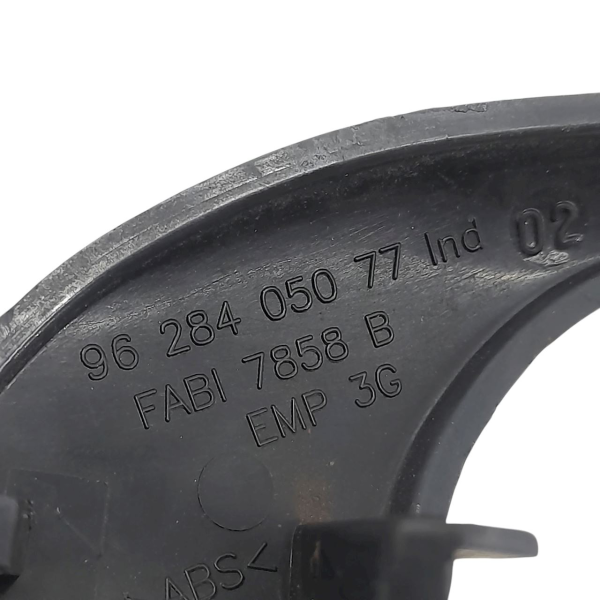 96 284 050 77 Ind 02
FABI 7858 B
EMP 3G
ABS<